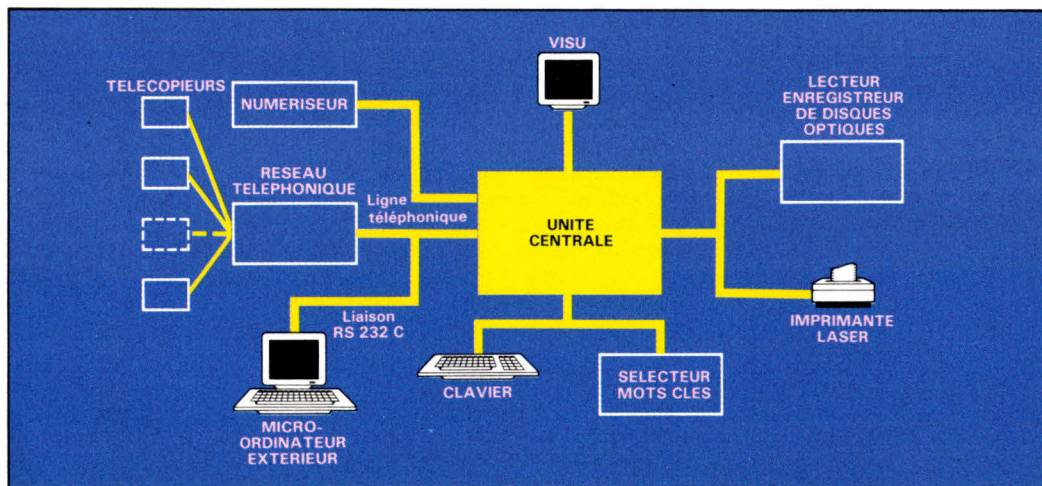 VISU
TELECOPIEURS
NUMERISEUR
LECTEUR
ENREGISTREUR
DE DISQUES
OPTIQUES
RESEAU
TELEPHONIQUE
Ligne
téléphonique
UNITE
CENTRALE
Liaison
RS 232 C
IMPRIMANTE
LASER
CLAVIER
SELECTEUR
MOTS CLES
MICRO-
ORDINATEUR
EXTERIEUR